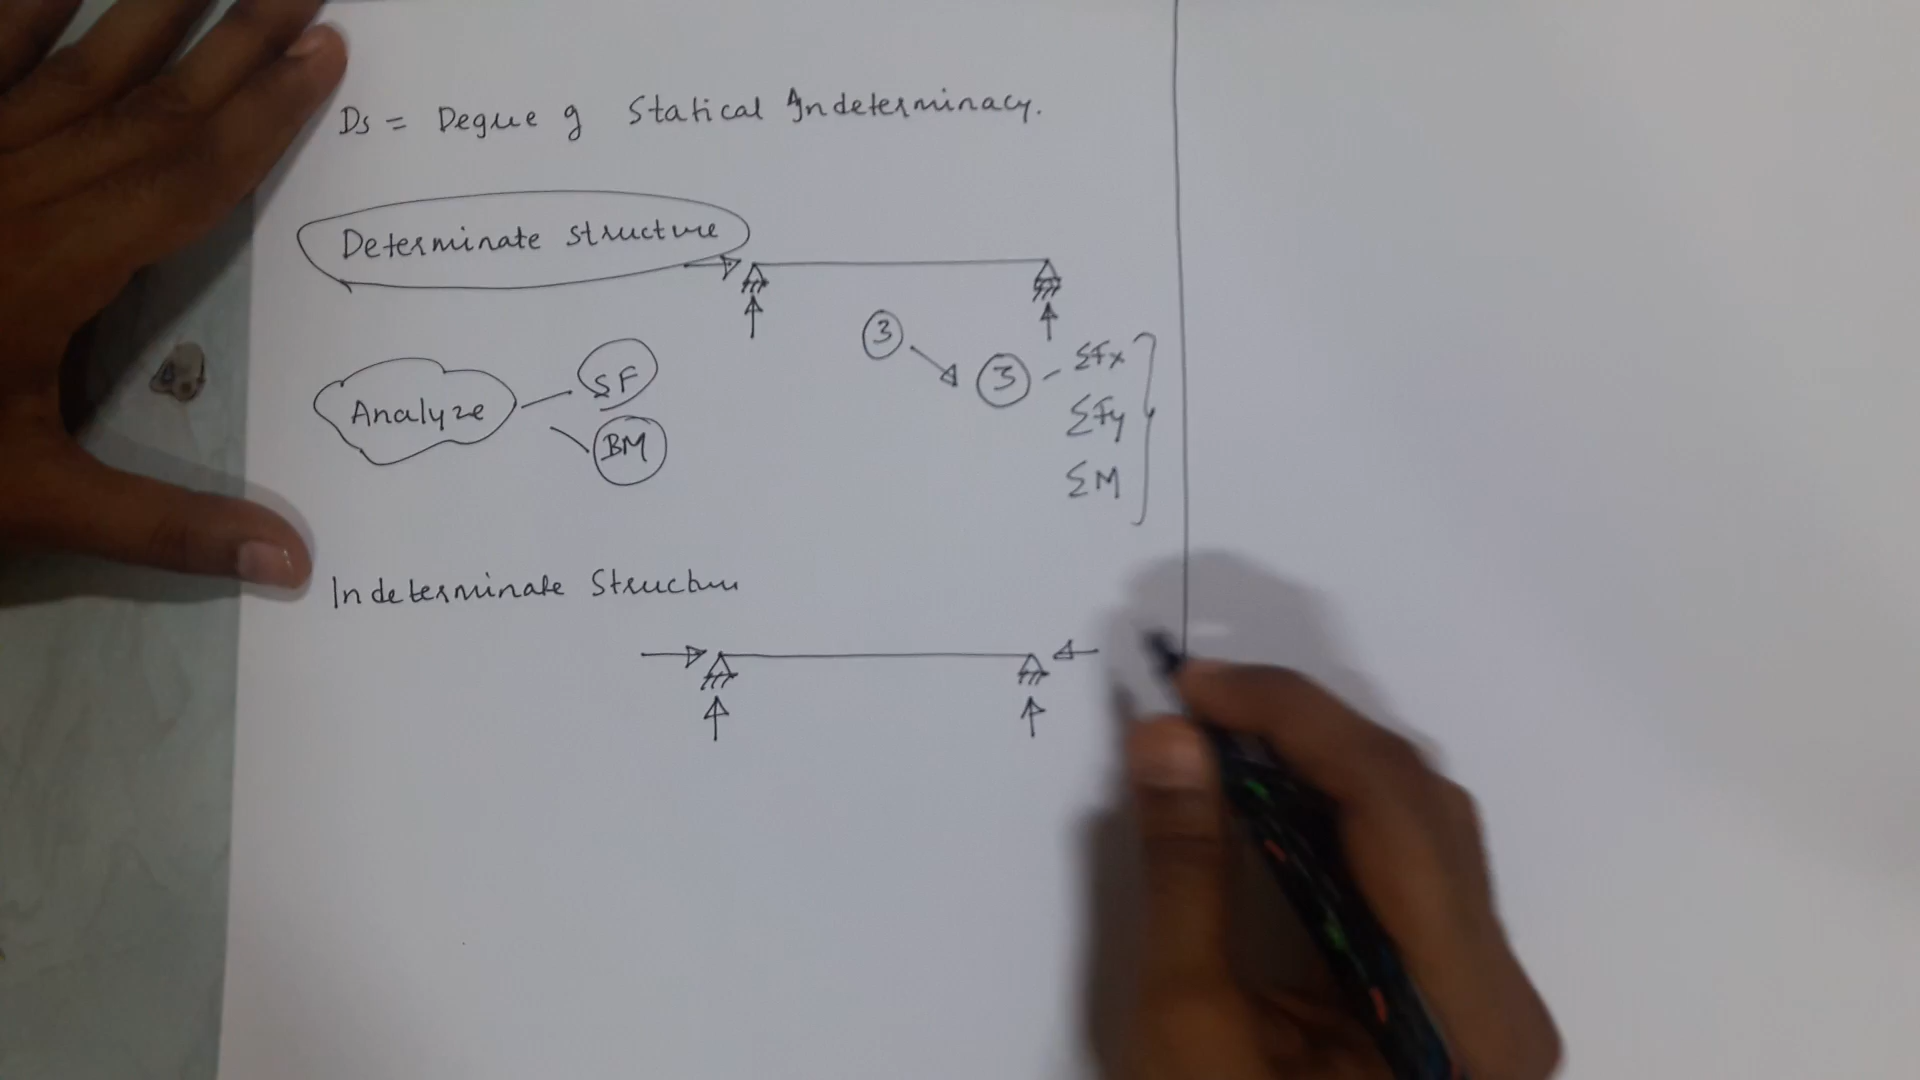 Ds = Degree of Statical Indeterminacy.
Determinate structure
3
3 ΣFx
ΣFy
ΣM
Analyze
SF
BM
Indeterminate Structure